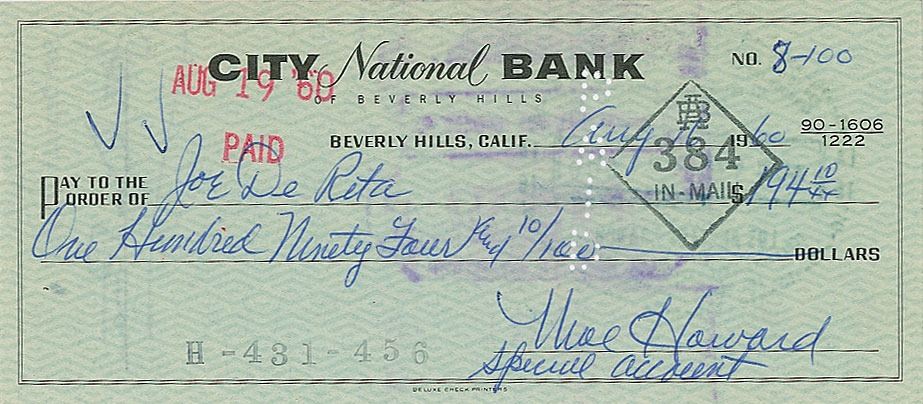 CITY National BANK NO. 8-100
AUG 19 '60
OF BEVERLY HILLS
PAID
BEVERLY HILLS, CALIF. Aug 16 1960 90-1606
1222
384
IN-MAIL
PAY TO THE
ORDER OF Joe De Rita $194 10/xx
One Hundred Ninety Four and 10/100 DOLLARS
Moe Howard
Special account
H-431-456
DELUXE CHECK PRINTERS